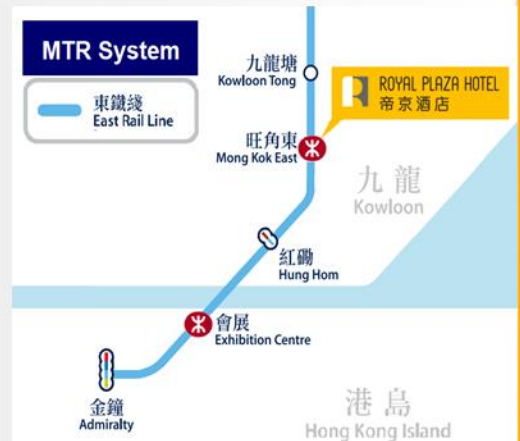 MTR System
東鐵綫
East Rail Line
九龍塘
Kowloon Tong
ROYAL PLAZA HOTEL
帝京酒店
旺角東
Mong Kok East
九龍
Kowloon
紅磡
Hung Hom
會展
Exhibition Centre
金鐘
Admiralty
港島
Hong Kong Island